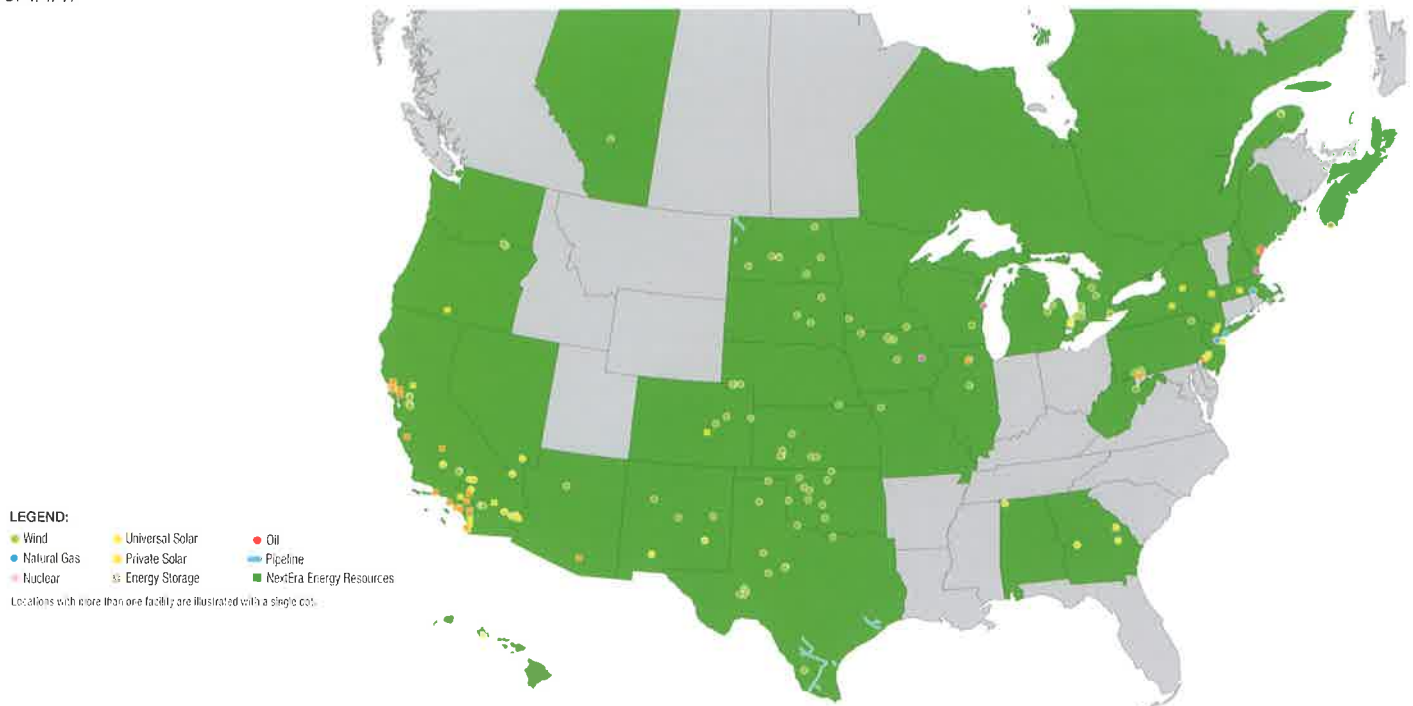 LEGEND:
Wind
Universal Solar
Oil
Natural Gas
Private Solar
Pipeline
Nuclear
Energy Storage
NextEra Energy Resources
Locations with more than one facility are illustrated with a single dot.